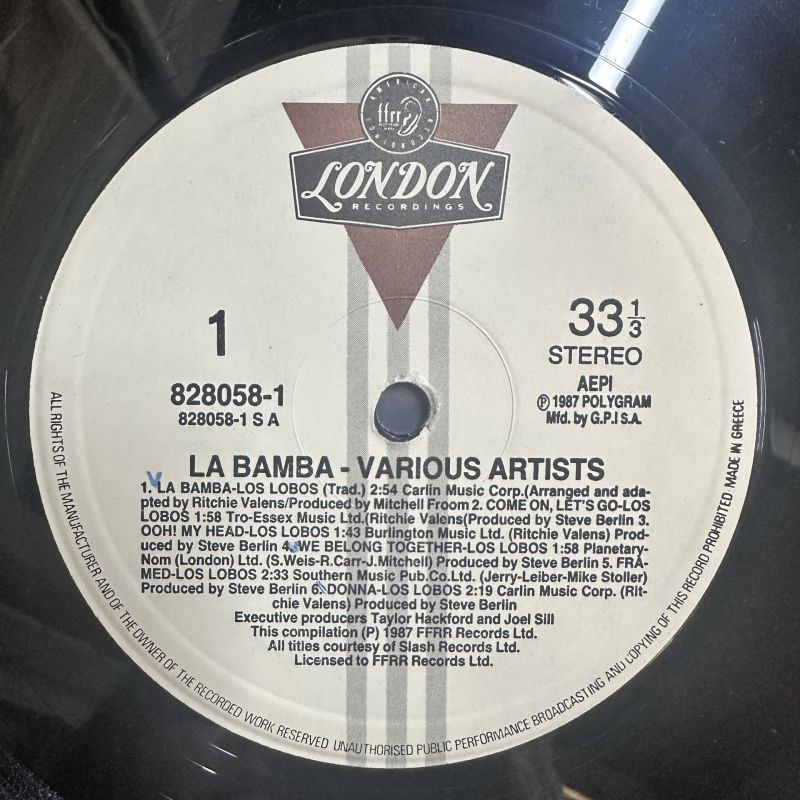 AMERICAN RECORDINGS
ffrr
LONDON
RECORDINGS
1
33 1/3
STEREO
828058-1
828058-1 S A
AEPI
℗ 1987 POLYGRAM
Mfd. by G.P.I S.A.
LA BAMBA - VARIOUS ARTISTS
1. LA BAMBA-LOS LOBOS (Trad.) 2:54 Carlin Music Corp.(Arranged and ada-
pted by Ritchie Valens/Produced by Mitchell Froom 2. COME ON, LET'S GO-LOS
LOBOS 1:58 Tro-Essex Music Ltd.(Ritchie Valens(Produced by Steve Berlin 3.
OOH! MY HEAD-LOS LOBOS 1:43 Burlington Music Ltd. (Ritchie Valens) Prod-
uced by Steve Berlin 4. WE BELONG TOGETHER-LOS LOBOS 1:58 Planetary-
Nom (London) Ltd. (S.Weis-R.Carr-J.Mitchell) Produced by Steve Berlin 5. FRA-
MED-LOS LOBOS 2:33 Southern Music Pub.Co.Ltd. (Jerry-Leiber-Mike Stoller)
Produced by Steve Berlin 6. DONNA-LOS LOBOS 2:19 Carlin Music Corp. (Rit-
chie Valens) Produced by Steve Berlin
Executive producers Taylor Hackford and Joel Sill
This compilation (P) 1987 FFRR Records Ltd.
All titles courtesy of Slash Records Ltd.
Licensed to FFRR Records Ltd.
ALL RIGHTS OF THE MANUFACTURER AND OF THE OWNER OF THE RECORDED WORK RESERVED UNAUTHORISED PUBLIC PERFORMANCE BROADCASTING AND COPYING OF THIS RECORD PROHIBITED MADE IN GREECE